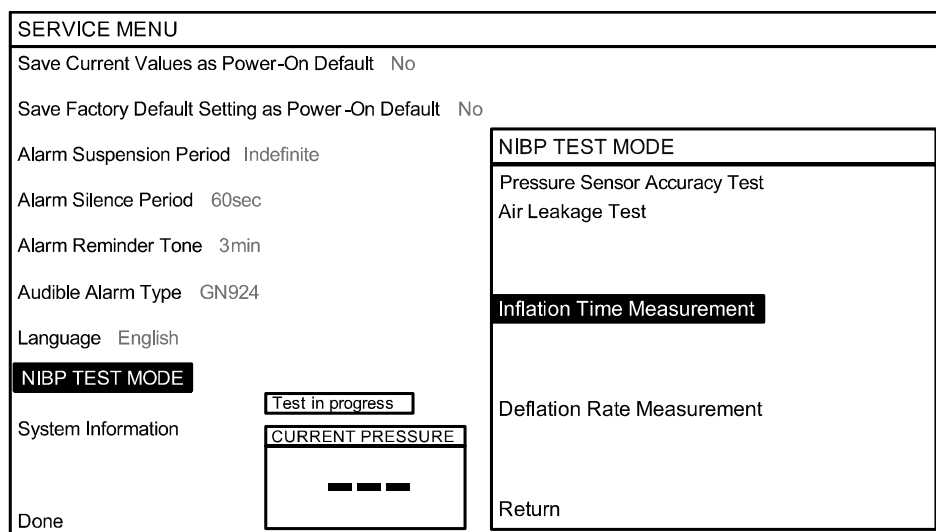 SERVICE MENU
Save Current Values as Power-On Default No
Save Factory Default Setting as Power-On Default No
Alarm Suspension Period Indefinite
Alarm Silence Period 60sec
Alarm Reminder Tone 3min
Audible Alarm Type GN924
Language English
NIBP TEST MODE
System Information
Done
Test in progress
CURRENT PRESSURE
---
NIBP TEST MODE
Pressure Sensor Accuracy Test
Air Leakage Test
Inflation Time Measurement
Deflation Rate Measurement
Return